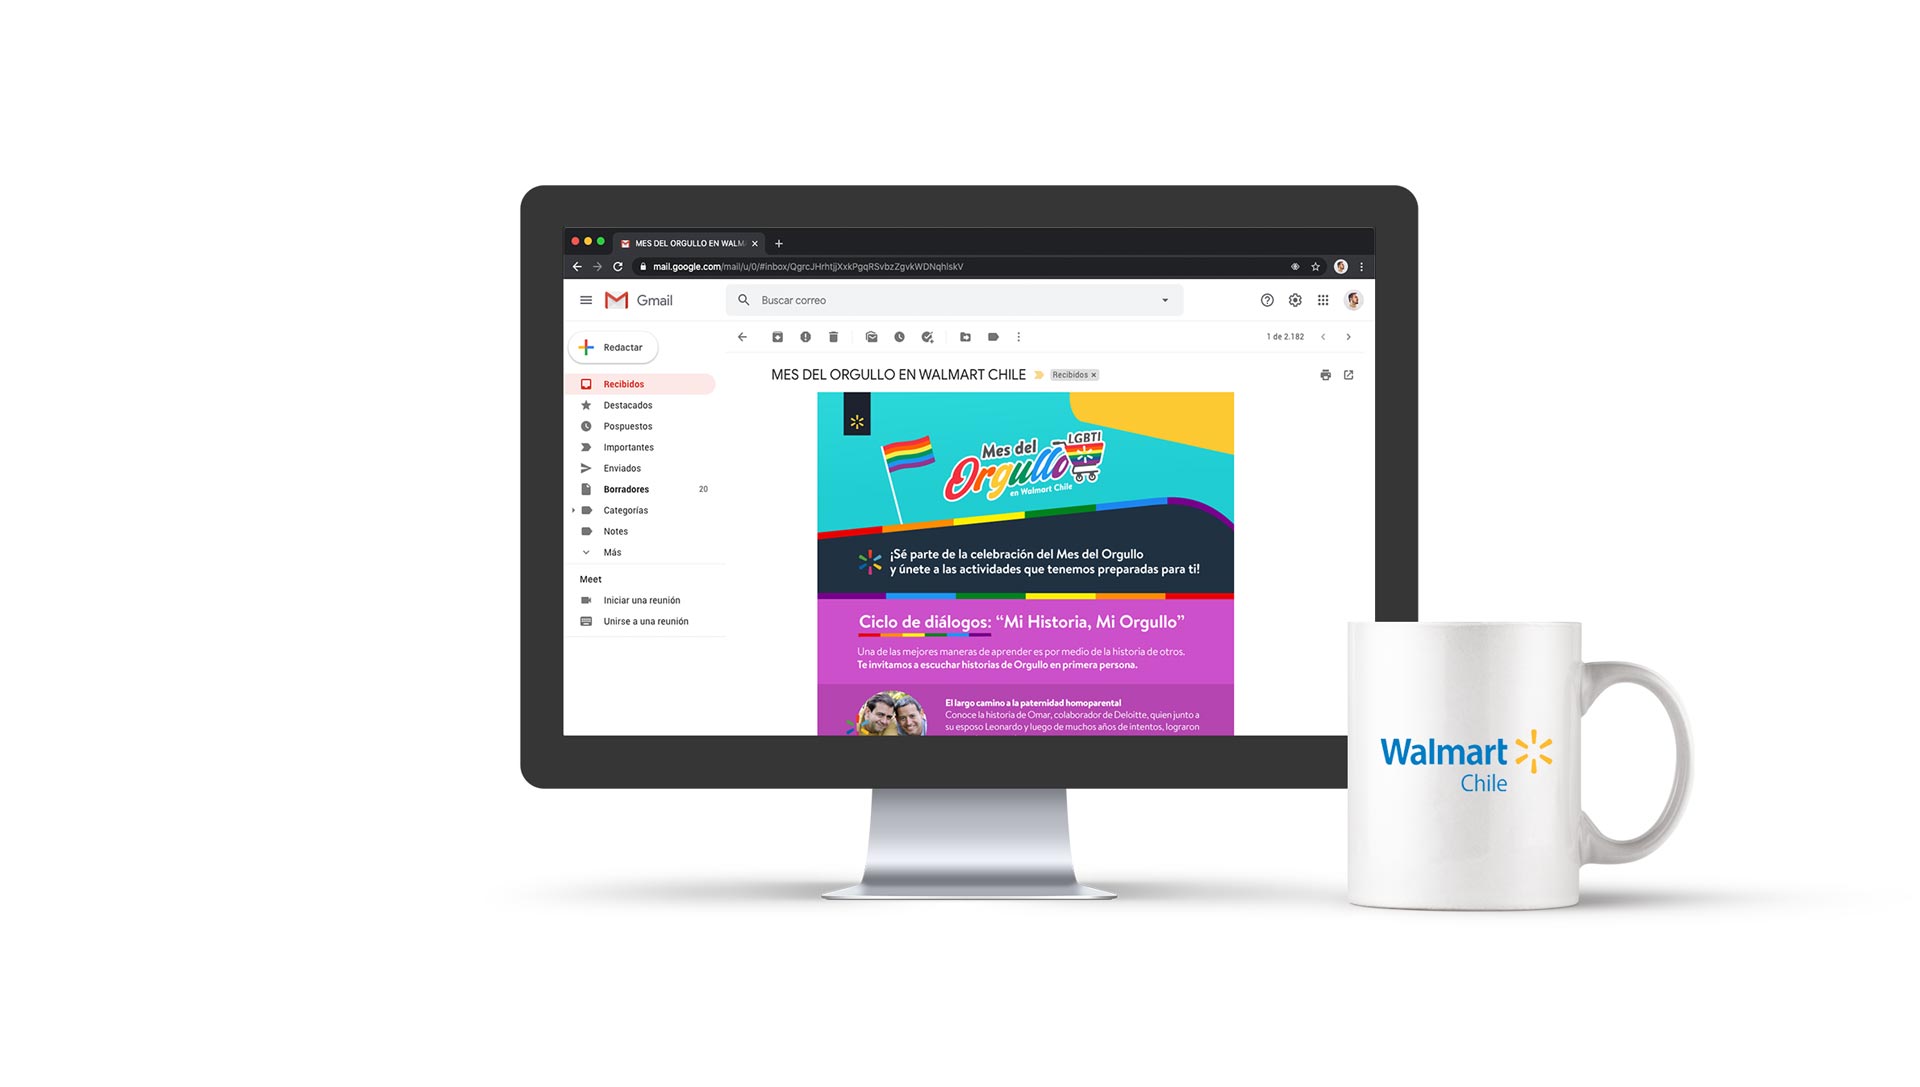 MES DEL ORGULLO EN WALM
mail.google.com/mail/u/0/#inbox/QgrcJHrhtjjXxkPgqRSvbzZgvkWDNqhlskV
Gmail
Buscar correo
Redactar
1 de 2.182
MES DEL ORGULLO EN WALMART CHILE
Recibidos
Recibidos
Destacados
Pospuestos
Importantes
Enviados
Borradores 20
Categorías
Notes
Más
Meet
Iniciar una reunión
Unirse a una reunión
Mes del
LGBTI
Orgullo
en Walmart Chile
¡Sé parte de la celebración del Mes del Orgullo
y únete a las actividades que tenemos preparadas para ti!
Ciclo de diálogos: “Mi Historia, Mi Orgullo”
Una de las mejores maneras de aprender es por medio de la historia de otros.
Te invitamos a escuchar historias de Orgullo en primera persona.
El largo camino a la paternidad homoparental
Conoce la historia de Omar, colaborador de Deloitte, quien junto a
su esposo Leonardo y luego de muchos años de intentos, lograron
Walmart
Chile